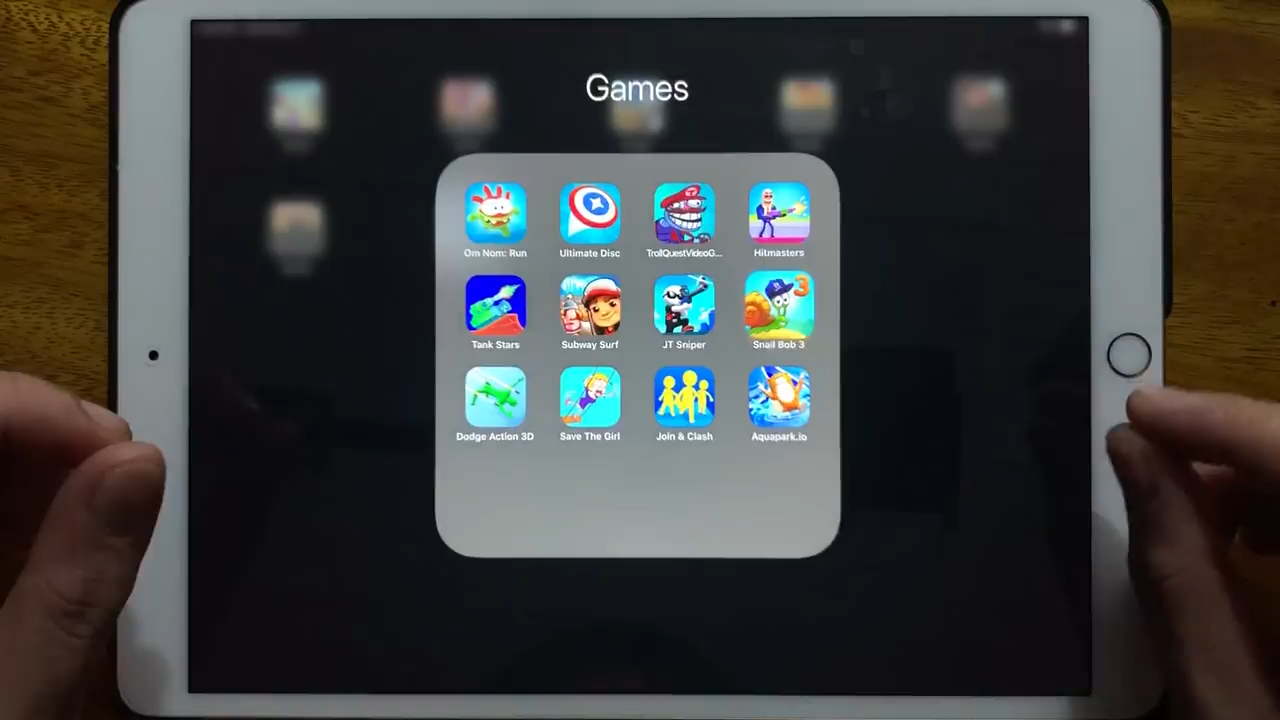 Games
Om Nom: Run
Ultimate Disc
TrollQuestVideoG...
Hitmasters
Tank Stars
Subway Surf
JT Sniper
3
Snail Bob 3
Dodge Action 3D
Save The Girl
Join & Clash
Aquapark.io